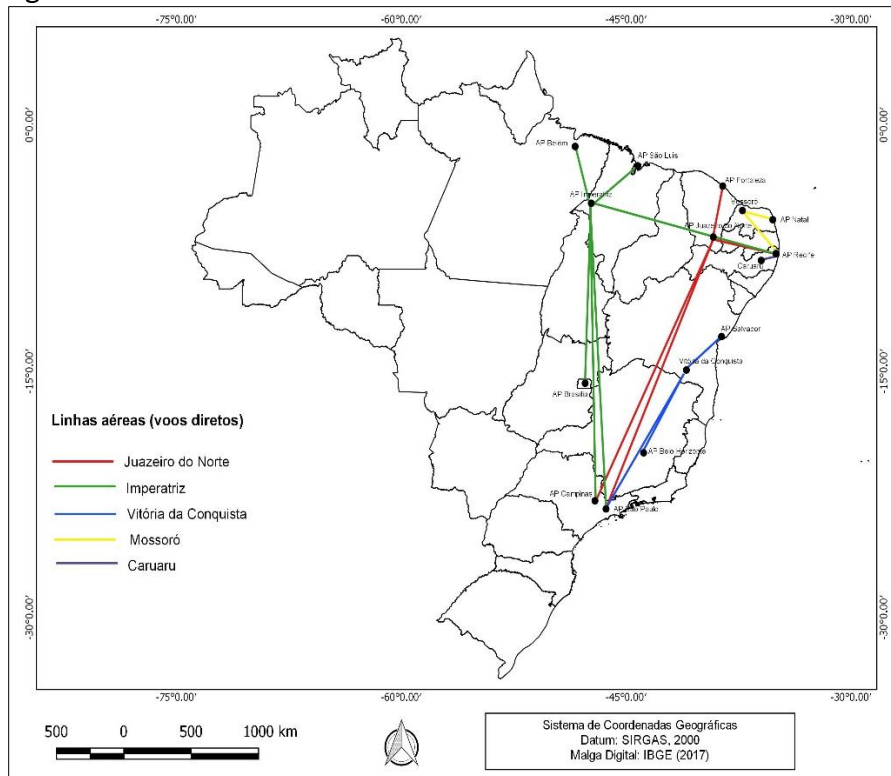 -75°0.00'
-60°0.00'
-45°0.00'
-30°0.00'
0°0.00'
0°0.00'
AP Belém
AP São Luis
AP Imperatriz
AP Fortaleza
Mossoró
AP Natal
AP Juazeiro do Norte
AP Recife
Caruaru
AP Salvador
-15°0.00'
-15°0.00'
Vitória da Conquista
AP Brasília
AP Belo Horizonte
AP Campinas
AP São Paulo
Linhas aéreas (voos diretos)
Juazeiro do Norte
Imperatriz
Vitória da Conquista
Mossoró
Caruaru
-30°0.00'
-30°0.00'
-75°0.00'
-60°0.00'
-45°0.00'
-30°0.00'
500
0
500
1000 km
Sistema de Coordenadas Geográficas
Datum: SIRGAS, 2000
Malga Digital: IBGE (2017)